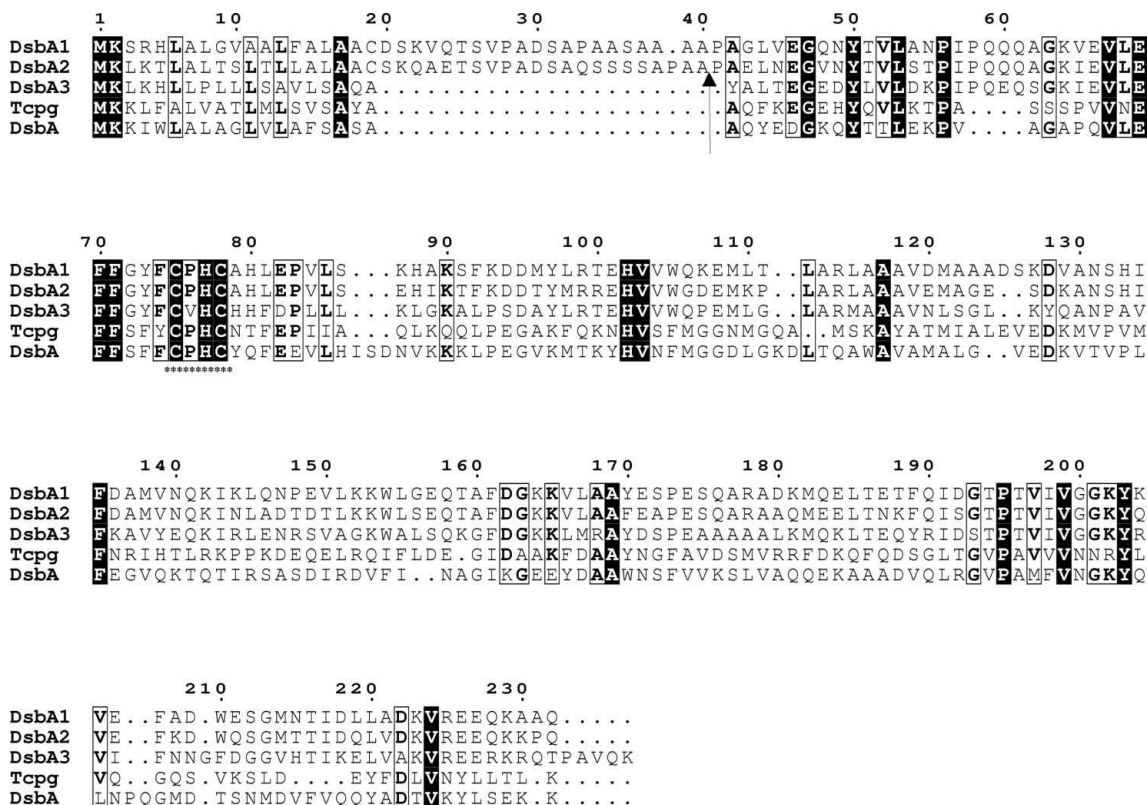 1 10 20 30 40 50 60
DsbA1 MKSRHLALGVAALFALAACDSKVQTSVPADSAPAASAA.AAPAGLVEGQNYTVLANPIPQQQAGKVEVLE
DsbA2 MKLKTLALTSLTLLALAACSKQAETSVPADSAQSSSSAPAAPAELNEGVNYTVLSTPIPQQQAGKIEVLE
DsbA3 MKLKHLLPLLLSAVLSAQA.......................YALTEGEDYLVLDKPIPQEQSGKIEVLE
Tcpg MKKLFALVATLMLSVSAYA.......................AQFKEGEHYQVLKTPA....SSSPVVNE
DsbA MKKIWLALAGLVLAFSASA.......................AQYEDGKQYTTLEKPV....AGAPQVLE
70 80 90 100 110 120 130
DsbA1 FFGYFCPHCAHLEPVLS...KHAKSFKDDMYLRTEHVVWQKEMLT...LARLAAAVDMAAADSKDVANSHI
DsbA2 FFGYFCPHCAHLEPVLS...EHIKTFKDDTYMRREHVVWGDEMKP...LARLAAAVEMAGE..SDKANSHI
DsbA3 FFGYFCVHCHHFDPLLL...KLGKALPSDAYLRTEHVVWQPEMLG...LARMAAAVNLSGL..KYQANPAV
Tcpg FFSFYCPHCNTFEPIIA...QLKQQLPEGAKFQKNHVSFMGGNMGQA..MSKAYATMIALEVEDKMVPVM
DsbA FFSFFCPHCYQFEEVLHISDNVKKKLPEGVKMTKYHVNFMGGDLGKDLTQAWAVAMALG..VEDKVTVPL
***********
140 150 160 170 180 190 200
DsbA1 FDAMVNQKIKLQNPEVLKKWLGEQTAFDGKKVLAAYESPESQARADKMQELTETFQIDGTPTVIVGGKYK
DsbA2 FDAMVNQKINLADTDTLKKWLSEQTAFDGKKVLAAFEAPESQARAAQMEELTNKFQISGTPTVIVGGKYQ
DsbA3 FKAVYEQKIRLENRSVAGKWALSQKGFDGKKLMRAYDSPEAAAAALKMQKLTEQYRIDSTPTVIVGGKYR
Tcpg FNRIHTLRKPPKDEQELRQIFLDE.GIDAAKFDAAYNGFAVDSMVRRFDKQFQDSGLTGVPAVVVNNRYL
DsbA FEGVQKTQTIRSASDIRDVFI..NAGIKGEEYDAAWNSFVVKSLVAQQEKAAADVQLRGVPAMFVNGKYQ
210 220 230
DsbA1 VE..FAD.WESGMNTIDLLADKVREEQKAAQ.....
DsbA2 VE..FKD.WQSGMTTIDQLVDKVREEQKKPQ.....
DsbA3 VI..FNNGFDGGVHTIKELVAKVREERKRQTPAVQK
Tcpg VQ..GQS.VKSLD....EYFDLVNYLLTL.K.....
DsbA LNPQGMD.TSNMDVFVQQYADTVKYLSEK.K.....